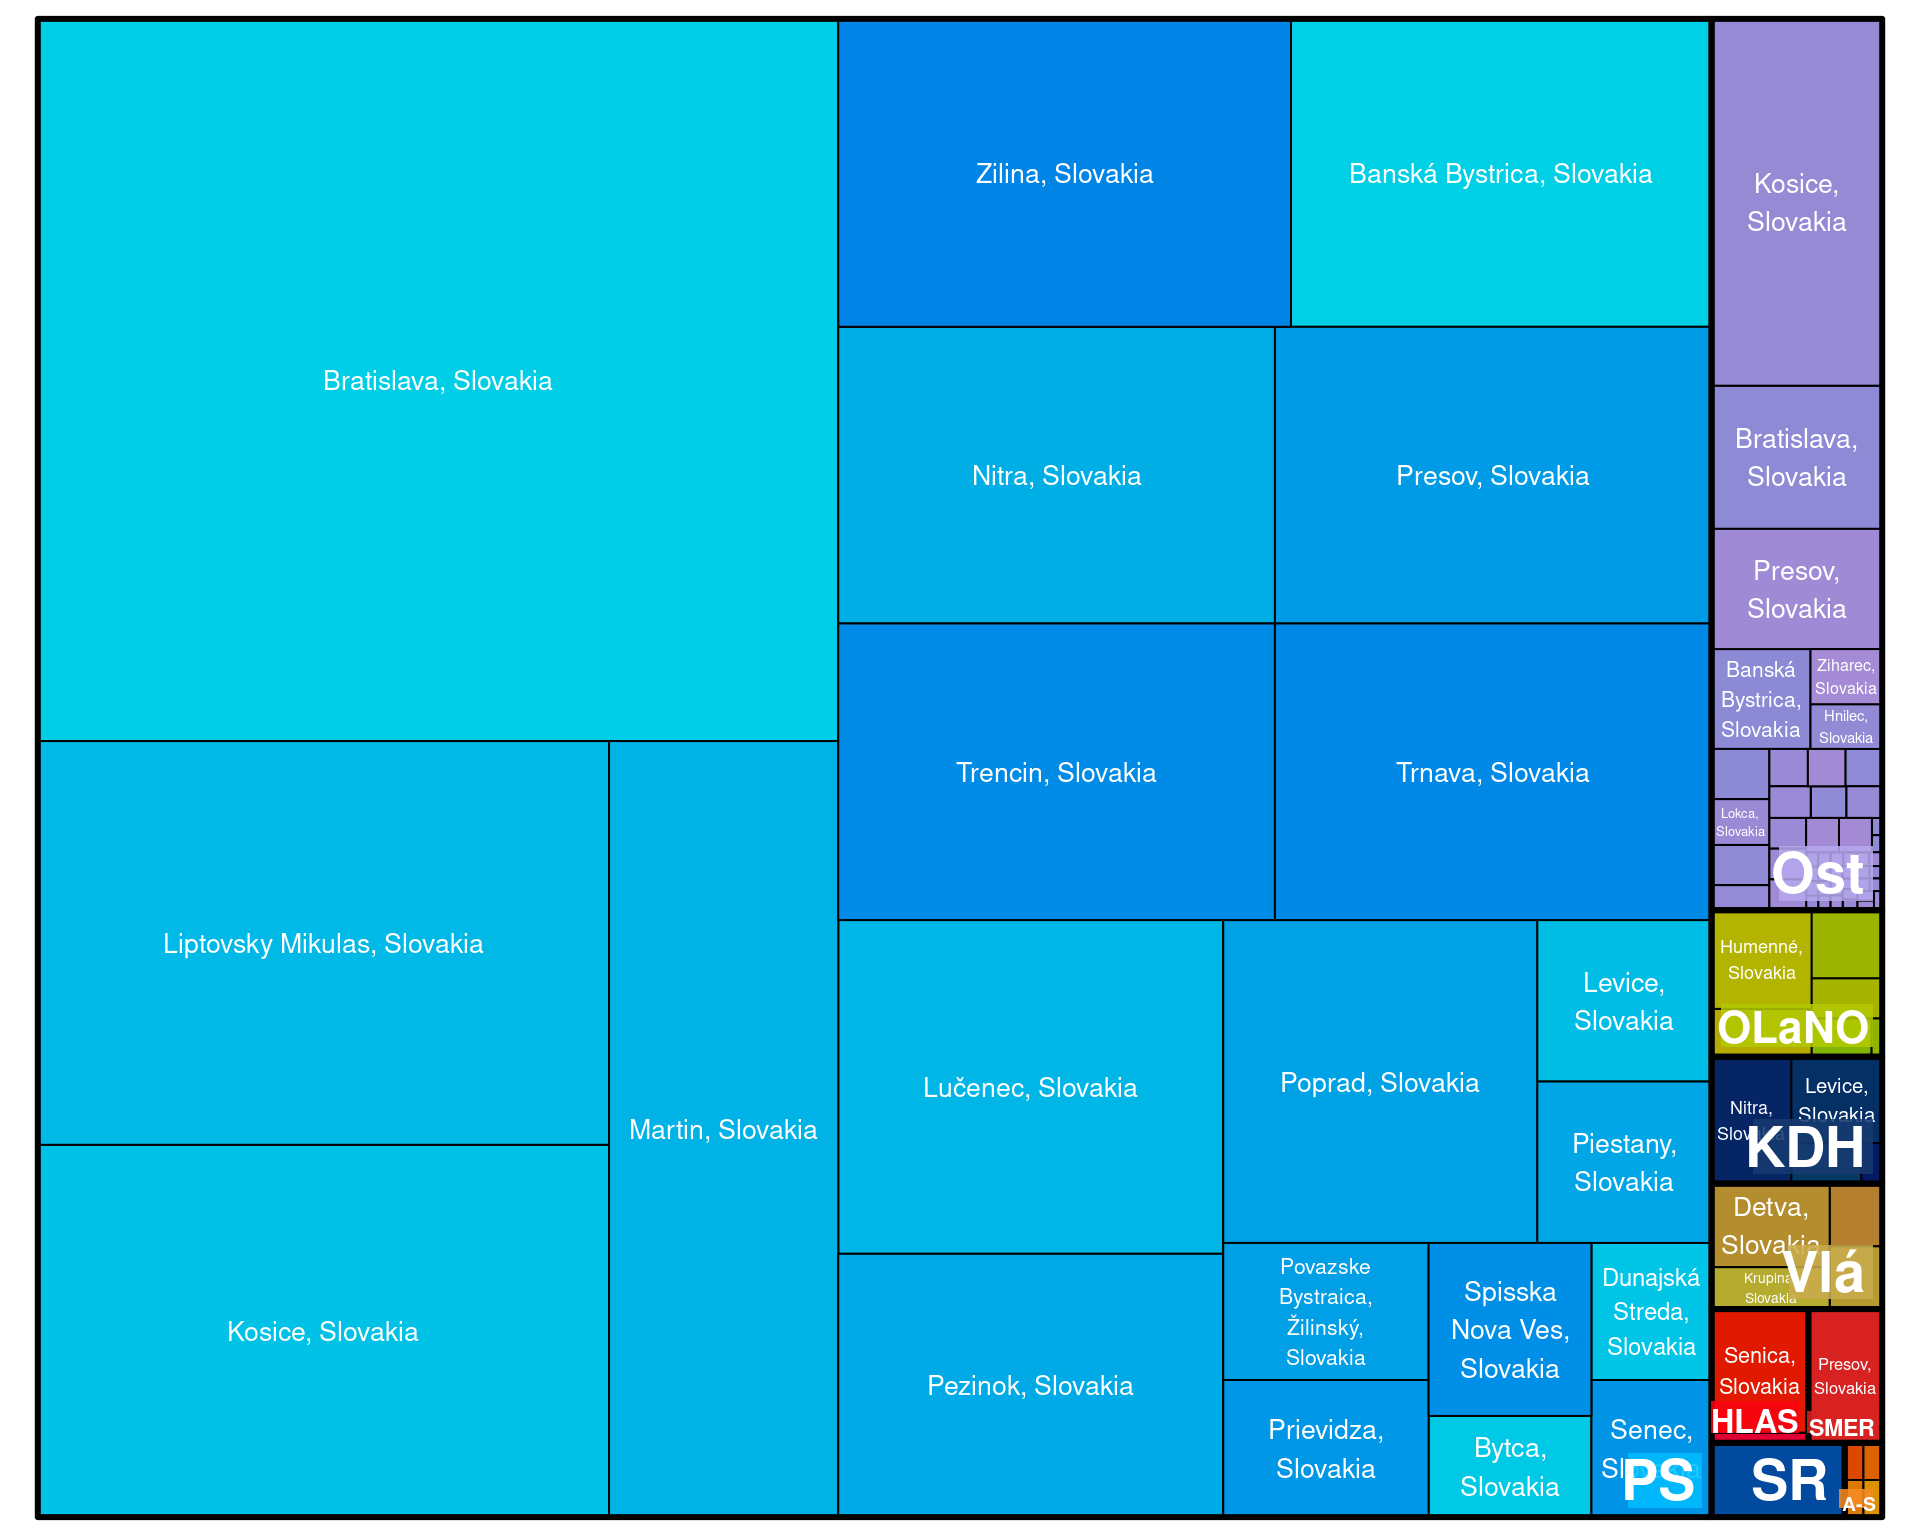 Bratislava, Slovakia
Liptovsky Mikulas, Slovakia
Kosice, Slovakia
Martin, Slovakia
Zilina, Slovakia
Banská Bystrica, Slovakia
Nitra, Slovakia
Presov, Slovakia
Trencin, Slovakia
Trnava, Slovakia
Lučenec, Slovakia
Pezinok, Slovakia
Poprad, Slovakia
Levice,
Slovakia
Piestany,
Slovakia
Povazske
Bystraica,
Žilinský,
Slovakia
Prievidza,
Slovakia
Spisska
Nova Ves,
Slovakia
Bytca,
Slovakia
Dunajská
Streda,
Slovakia
Senec,
Slovakia
PS
Kosice,
Slovakia
Bratislava,
Slovakia
Presov,
Slovakia
Banská
Bystrica,
Slovakia
Ziharec,
Slovakia
Hnilec,
Slovakia
Lokca,
Slovakia
Ost
Humenné,
Slovakia
OLaNO
Nitra,
Slovakia
Levice,
Slovakia
KDH
Detva,
Slovakia
Krupina,
Slovakia
Vlá
Senica,
Slovakia
HLAS
Presov,
Slovakia
SMER
SR
A-S